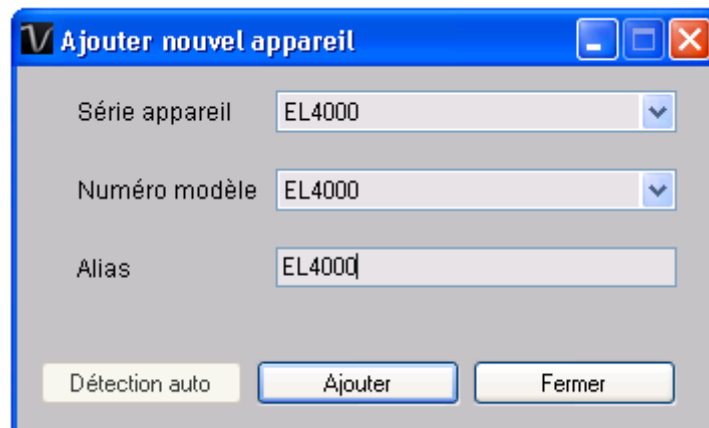 Ajouter nouvel appareil
Série appareil EL4000
Numéro modèle EL4000
Alias EL4000
Détection auto Ajouter Fermer